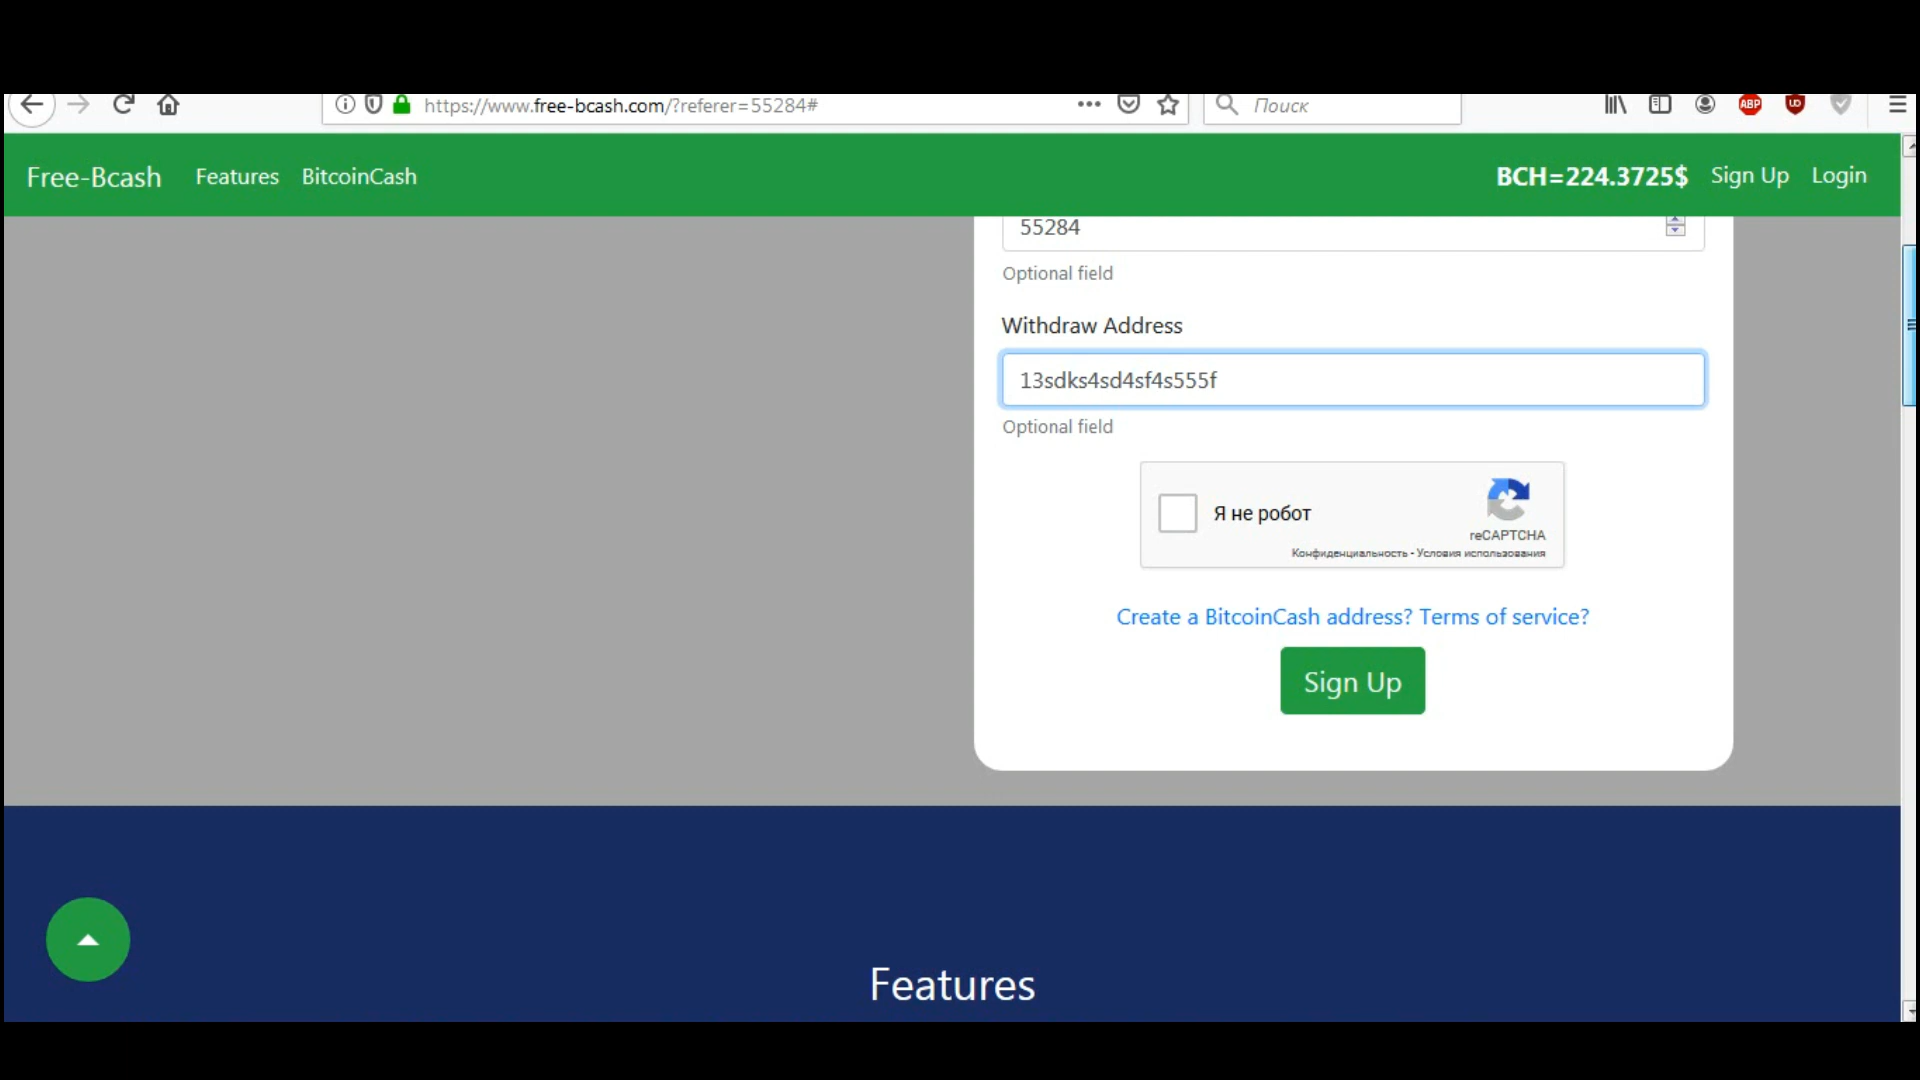 https://www.free-bcash.com/?referer=55284#
Поиск
ABP
Free-Bcash
Features
BitcoinCash
BCH=224.3725$
Sign Up
Login
55284
Optional field
Withdraw Address
13sdks4sd4sf4s555f
Optional field
Я не робот
reCAPTCHA
Конфиденциальность - Условия использования
Create a BitcoinCash address? Terms of service?
Sign Up
Features